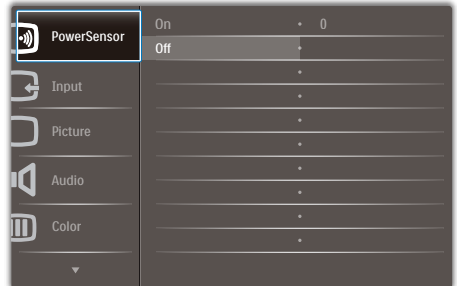 PowerSensor
On • 0
Off •
Input
Picture
Audio
Color